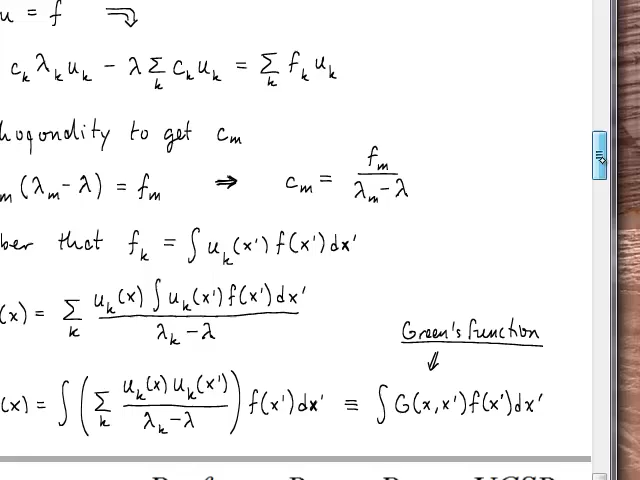 u = f
c_k λ_k u_k - λ Σ_k c_k u_k = Σ_k f_k u_k
hogonality to get c_m
m (λ_m - λ) = f_m ⇒ c_m = f_m / (λ_m - λ)
ber that f_k = ∫ u_k(x') f(x') dx'
(x) = Σ_k u_k(x) ∫ u_k(x') f(x') dx' / (λ_k - λ)
Green's function
⇓
(x) = ∫ ( Σ_k u_k(x) u_k(x') / (λ_k - λ) ) f(x') dx' ≡ ∫ G(x, x') f(x') dx'